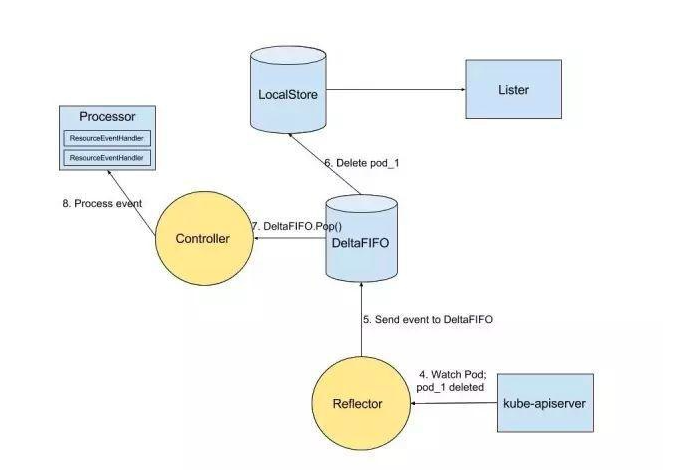 LocalStore
Lister
Processor
ResourceEventHandler
ResourceEventHandler
6. Delete pod_1
8. Process event
Controller
7. DeltaFIFO.Pop()
DeltaFIFO
5. Send event to DeltaFIFO
4. Watch Pod;
pod_1 deleted
Reflector
kube-apiserver